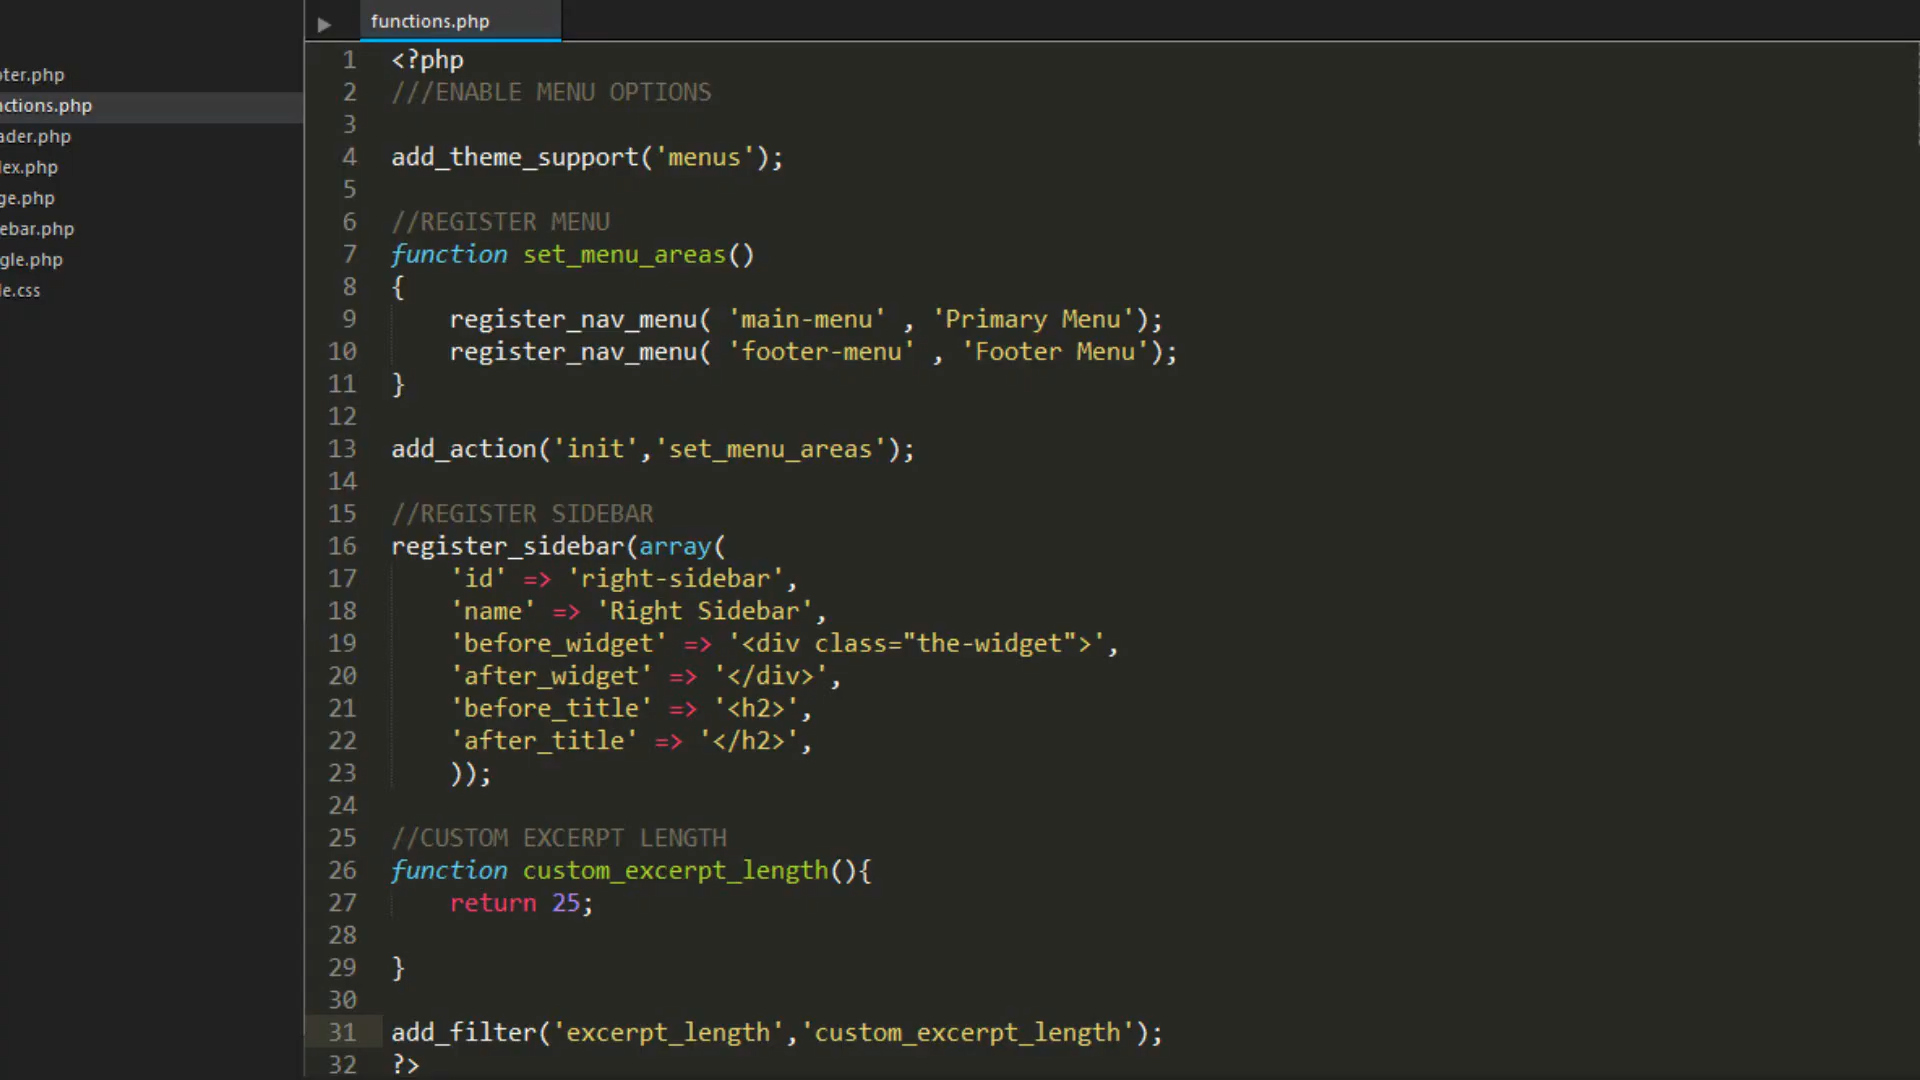 functions.php
oter.php
nctions.php
ader.php
lex.php
ge.php
ebar.php
gle.php
le.css
1 <?php
2 ///ENABLE MENU OPTIONS
3
4 add_theme_support('menus');
5
6 //REGISTER MENU
7 function set_menu_areas()
8 {
9 register_nav_menu( 'main-menu' , 'Primary Menu');
10 register_nav_menu( 'footer-menu' , 'Footer Menu');
11 }
12
13 add_action('init','set_menu_areas');
14
15 //REGISTER SIDEBAR
16 register_sidebar(array(
17 'id' => 'right-sidebar',
18 'name' => 'Right Sidebar',
19 'before_widget' => '<div class="the-widget">',
20 'after_widget' => '</div>',
21 'before_title' => '<h2>',
22 'after_title' => '</h2>',
23 ));
24
25 //CUSTOM EXCERPT LENGTH
26 function custom_excerpt_length(){
27 return 25;
28
29 }
30
31 add_filter('excerpt_length','custom_excerpt_length');
32 ?>